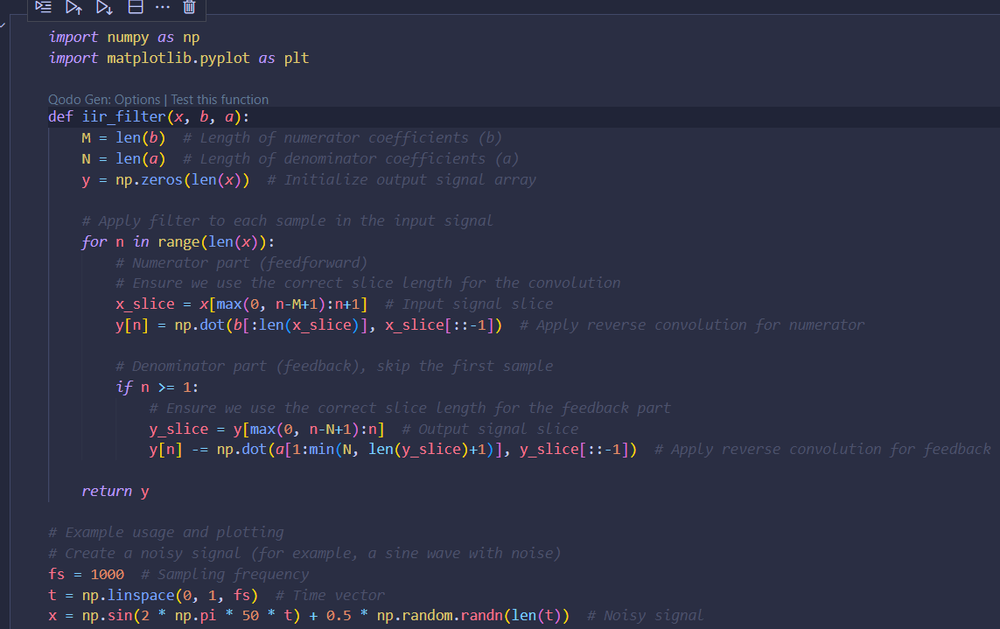 import numpy as np
import matplotlib.pyplot as plt
Qodo Gen: Options | Test this function
def iir_filter(x, b, a):
    M = len(b)  # Length of numerator coefficients (b)
    N = len(a)  # Length of denominator coefficients (a)
    y = np.zeros(len(x))  # Initialize output signal array
    # Apply filter to each sample in the input signal
    for n in range(len(x)):
        # Numerator part (feedforward)
        # Ensure we use the correct slice length for the convolution
        x_slice = x[max(0, n-M+1):n+1]  # Input signal slice
        y[n] = np.dot(b[:len(x_slice)], x_slice[::-1])  # Apply reverse convolution for numerator
        # Denominator part (feedback), skip the first sample
        if n >= 1:
            # Ensure we use the correct slice length for the feedback part
            y_slice = y[max(0, n-N+1):n]  # Output signal slice
            y[n] -= np.dot(a[1:min(N, len(y_slice)+1)], y_slice[::-1])  # Apply reverse convolution for feedback
    return y
# Example usage and plotting
# Create a noisy signal (for example, a sine wave with noise)
fs = 1000  # Sampling frequency
t = np.linspace(0, 1, fs)  # Time vector
x = np.sin(2 * np.pi * 50 * t) + 0.5 * np.random.randn(len(t))  # Noisy signal